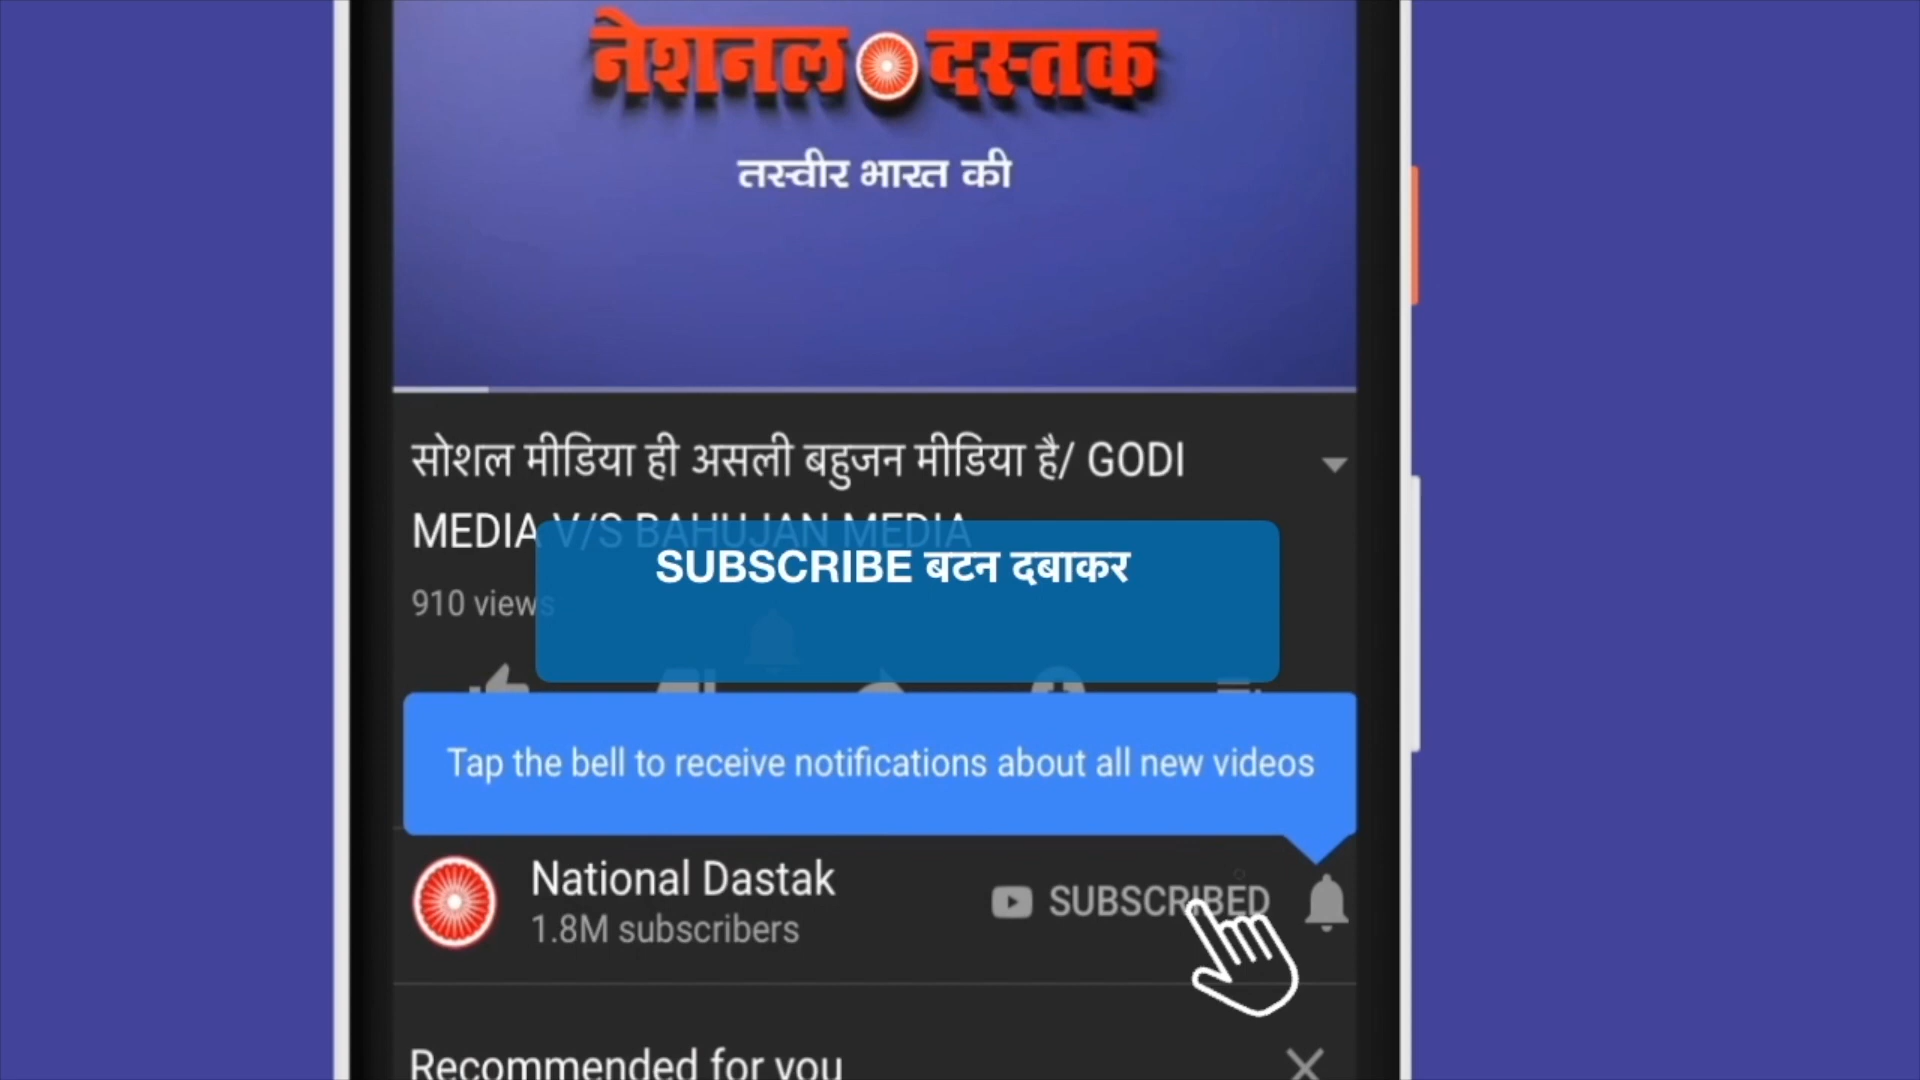 नेशनल दस्तक
तस्वीर भारत की
सोशल मीडिया ही असली बहुजन मीडिया है/ GODI
MEDIA V/S BAHUJAN MEDIA
910 views
SUBSCRIBE बटन दबाकर
Tap the bell to receive notifications about all new videos
National Dastak
1.8M subscribers
SUBSCRIBED
Recommended for you